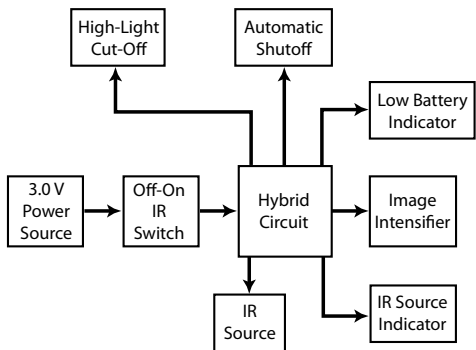 High-Light
Cut-Off
Automatic
Shutoff
Low Battery
Indicator
3.0 V
Power
Source
Off-On
IR
Switch
Hybrid
Circuit
Image
Intensifier
IR
Source
IR Source
Indicator